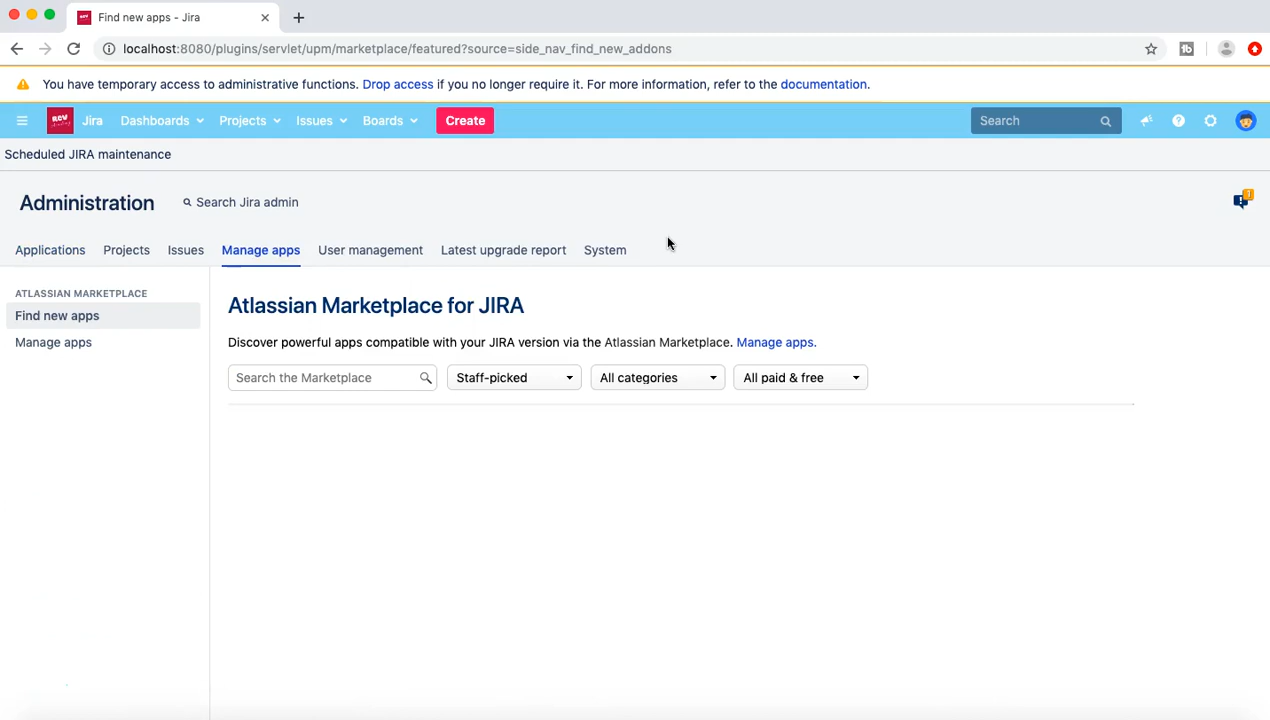 Find new apps - Jira
localhost:8080/plugins/servlet/upm/marketplace/featured?source=side_nav_find_new_addons
You have temporary access to administrative functions. Drop access if you no longer require it. For more information, refer to the documentation.
Jira Dashboards Projects Issues Boards Create Search
Scheduled JIRA maintenance
Administration Search Jira admin
Applications Projects Issues Manage apps User management Latest upgrade report System
ATLASSIAN MARKETPLACE
Find new apps
Manage apps
Atlassian Marketplace for JIRA
Discover powerful apps compatible with your JIRA version via the Atlassian Marketplace. Manage apps.
Search the Marketplace Staff-picked All categories All paid & free